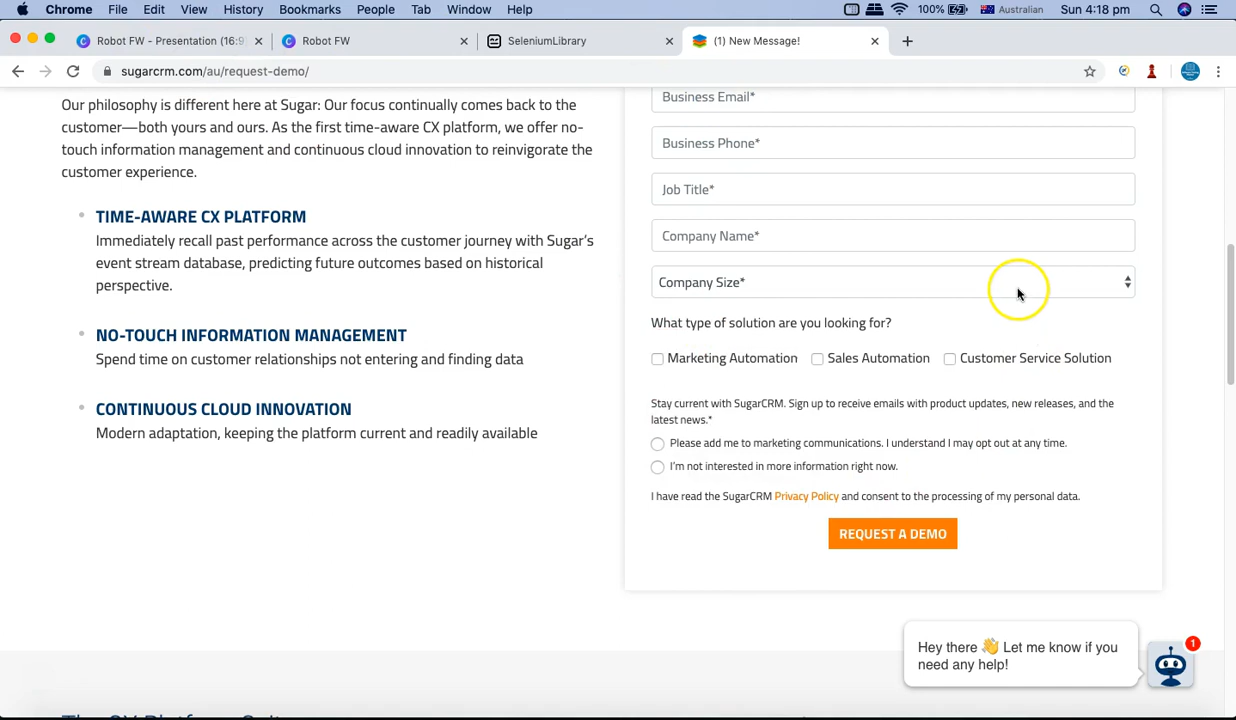 Chrome File Edit View History Bookmarks People Tab Window Help 100% Australian Sun 4:18 pm
Robot FW - Presentation (16:9) Robot FW SeleniumLibrary (1) New Message!
sugarcrm.com/au/request-demo/
Our philosophy is different here at Sugar: Our focus continually comes back to the
customer—both yours and ours. As the first time-aware CX platform, we offer no-
touch information management and continuous cloud innovation to reinvigorate the
customer experience.
TIME-AWARE CX PLATFORM
Immediately recall past performance across the customer journey with Sugar’s
event stream database, predicting future outcomes based on historical
perspective.
NO-TOUCH INFORMATION MANAGEMENT
Spend time on customer relationships not entering and finding data
CONTINUOUS CLOUD INNOVATION
Modern adaptation, keeping the platform current and readily available
Business Email*
Business Phone*
Job Title*
Company Name*
Company Size*
What type of solution are you looking for?
Marketing Automation Sales Automation Customer Service Solution
Stay current with SugarCRM. Sign up to receive emails with product updates, new releases, and the
latest news.*
Please add me to marketing communications. I understand I may opt out at any time.
I’m not interested in more information right now.
I have read the SugarCRM Privacy Policy and consent to the processing of my personal data.
REQUEST A DEMO
Hey there 👋 Let me know if you
need any help!
1